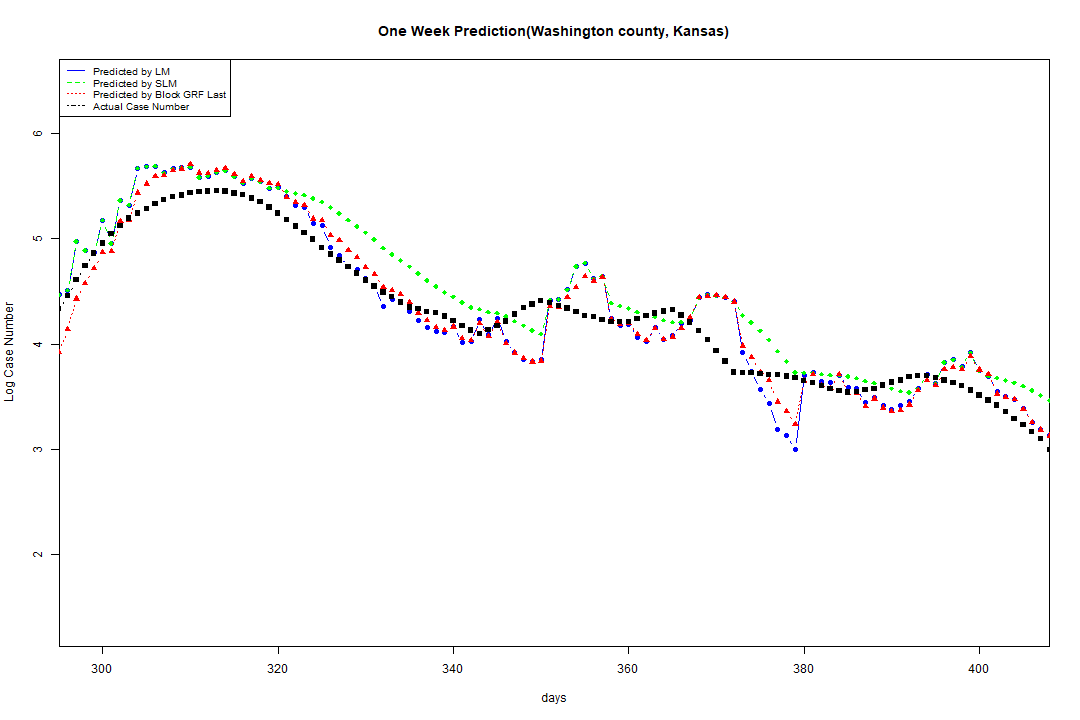 One Week Prediction(Washington county, Kansas)
Predicted by LM
Predicted by SLM
Predicted by Block GRF Last
Actual Case Number
6
5
4
3
2
Log Case Number
300 320 340 360 380 400
days